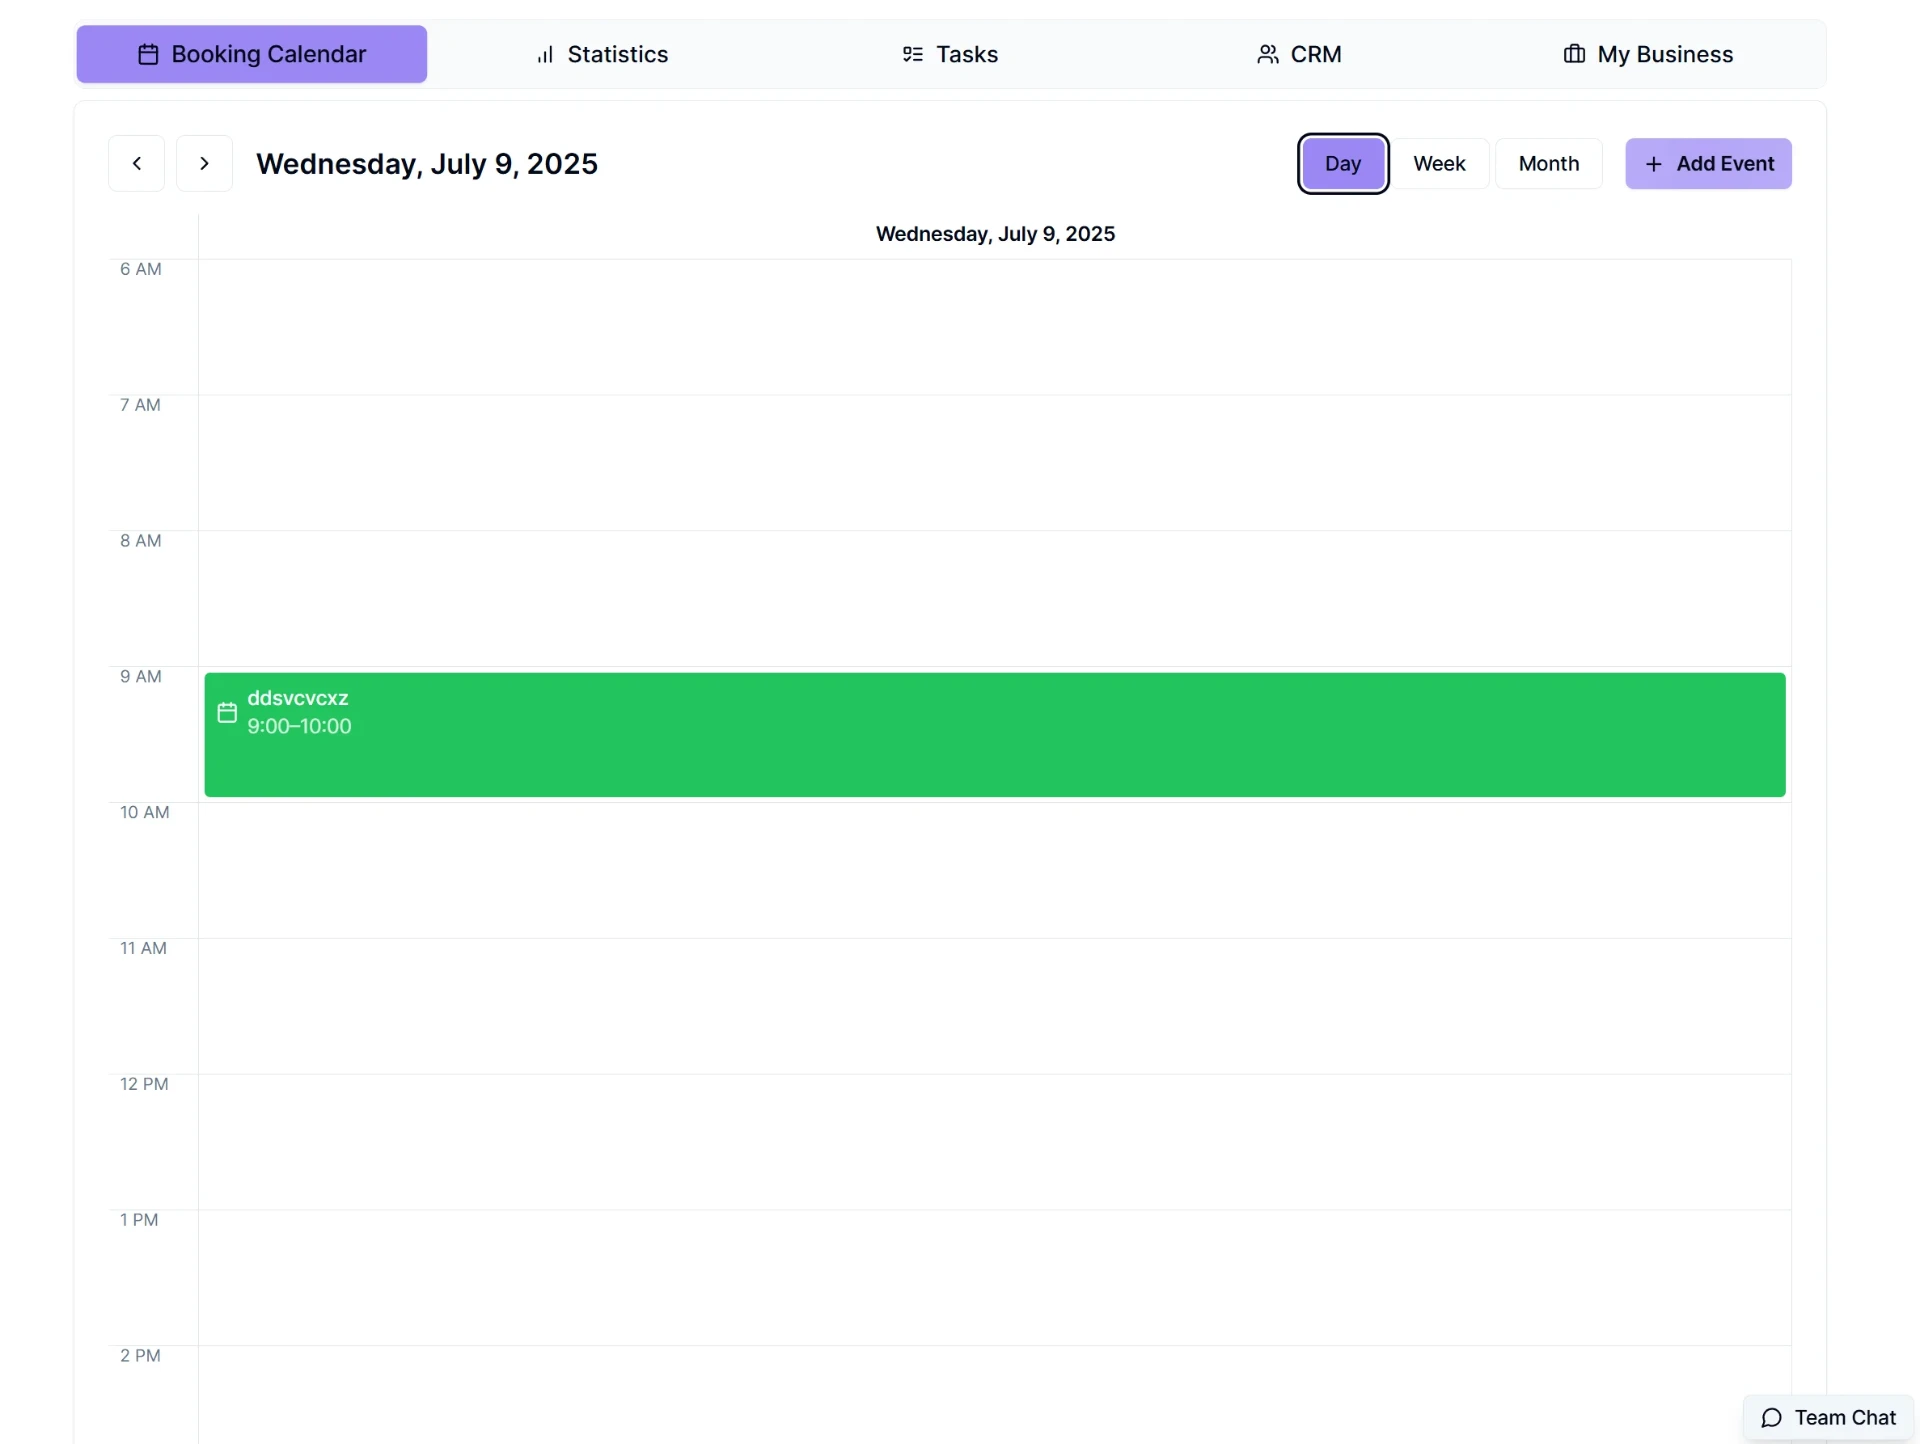 Booking Calendar
Statistics
Tasks
CRM
My Business
Wednesday, July 9, 2025
Day
Week
Month
+ Add Event
Wednesday, July 9, 2025
6 AM
7 AM
8 AM
9 AM
ddsvcvcxz
9:00–10:00
10 AM
11 AM
12 PM
1 PM
2 PM
Team Chat